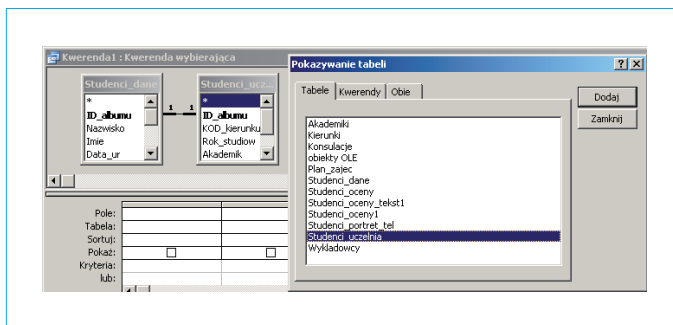 Kwerenda1 : Kwerenda wybierająca
Studenci_dane
*
ID_albumu
Nazwisko
Imie
Data_ur
1 1
Studenci_ucz...
*
ID_albumu
KOD_kierunku
Rok_studiow
Akademik
Pole:
Tabela:
Sortuj:
Pokaż:
Kryteria:
lub:
Pokazywanie tabeli
Tabele Kwerendy Obie
Akademiki
Kierunki
Konsulacje
obiekty OLE
Plan_zajec
Studenci_dane
Studenci_oceny
Studenci_oceny_tekst1
Studenci_oceny1
Studenci_portret_tel
Studenci_uczelnia
Wykladowcy
Dodaj
Zamknij